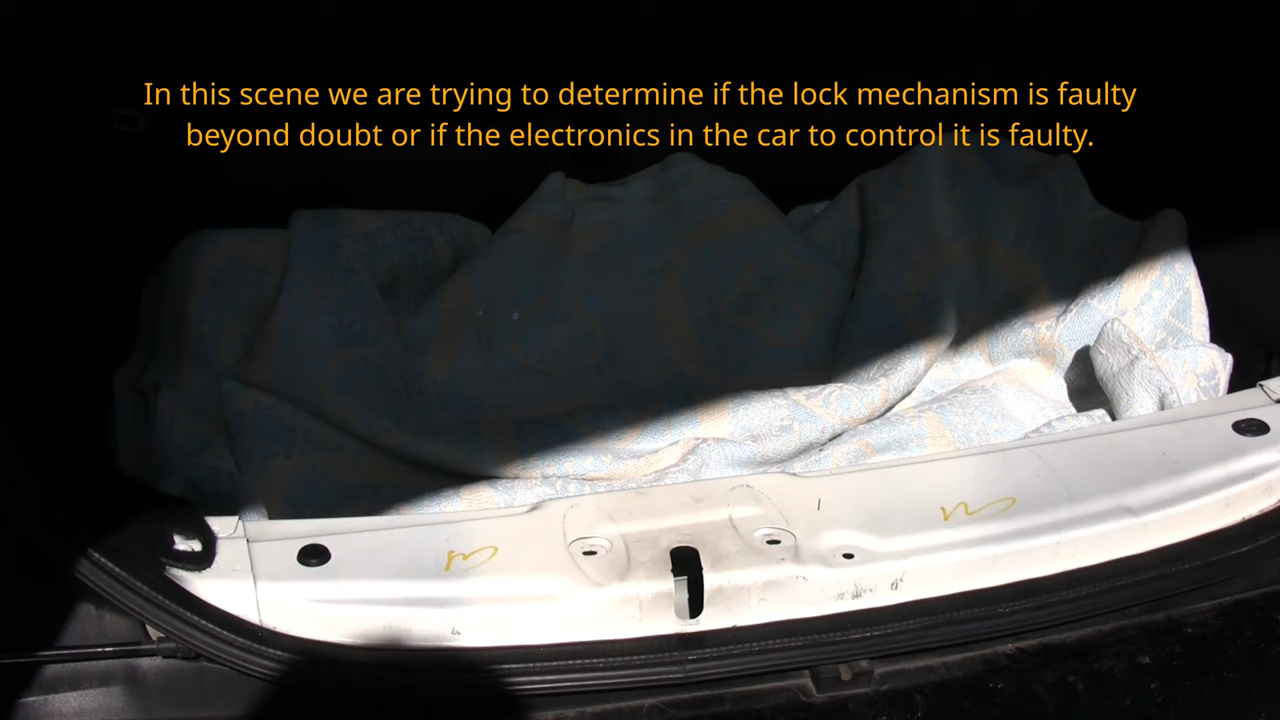 In this scene we are trying to determine if the lock mechanism is faulty
beyond doubt or if the electronics in the car to control it is faulty.